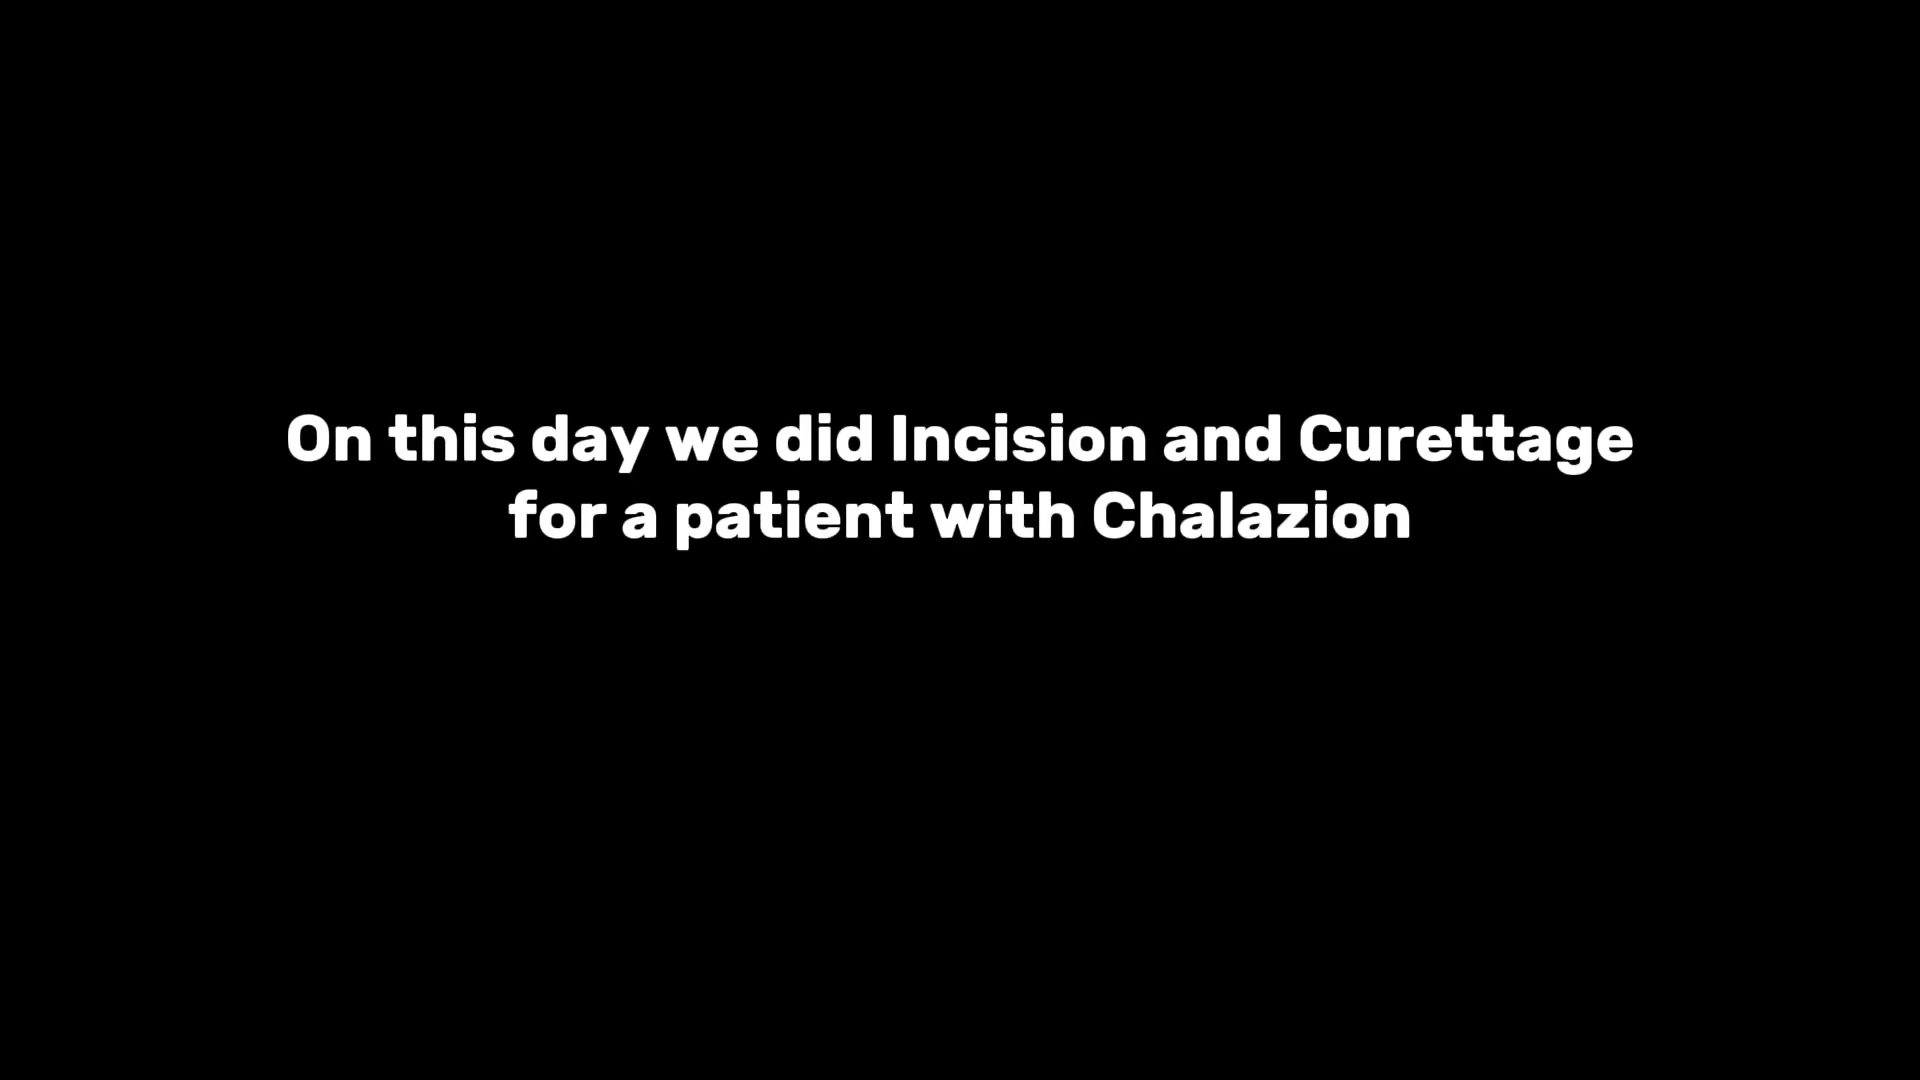 On this day we did Incision and Curettage
for a patient with Chalazion